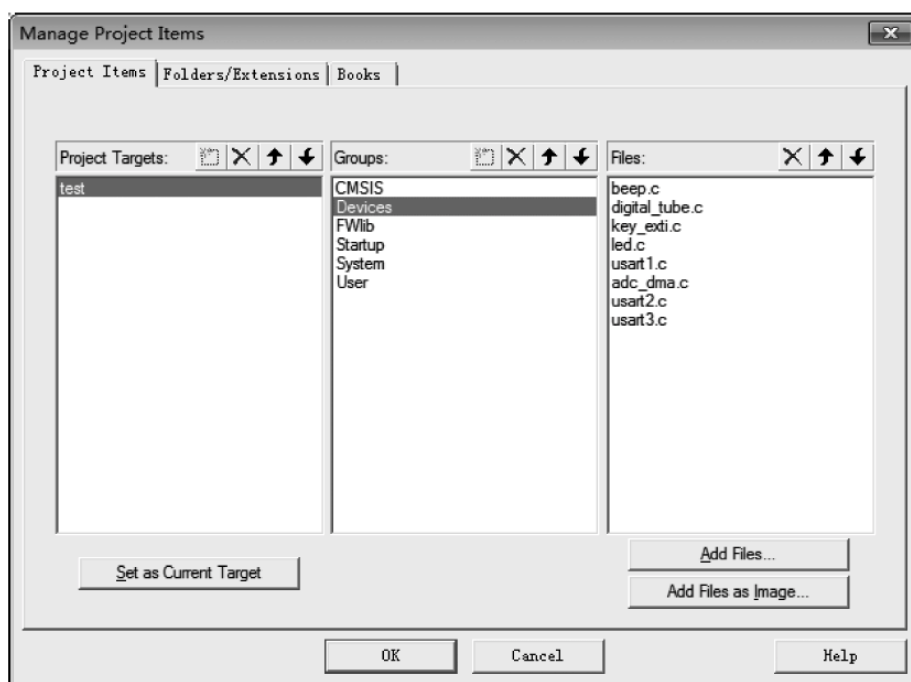 Manage Project Items
Project Items Folders/Extensions Books
Project Targets:
test
Set as Current Target
Groups:
CMSIS
Devices
FWlib
Startup
System
User
Files:
beep.c
digital_tube.c
key_exti.c
led.c
usart1.c
adc_dma.c
usart2.c
usart3.c
Add Files...
Add Files as Image...
OK Cancel Help